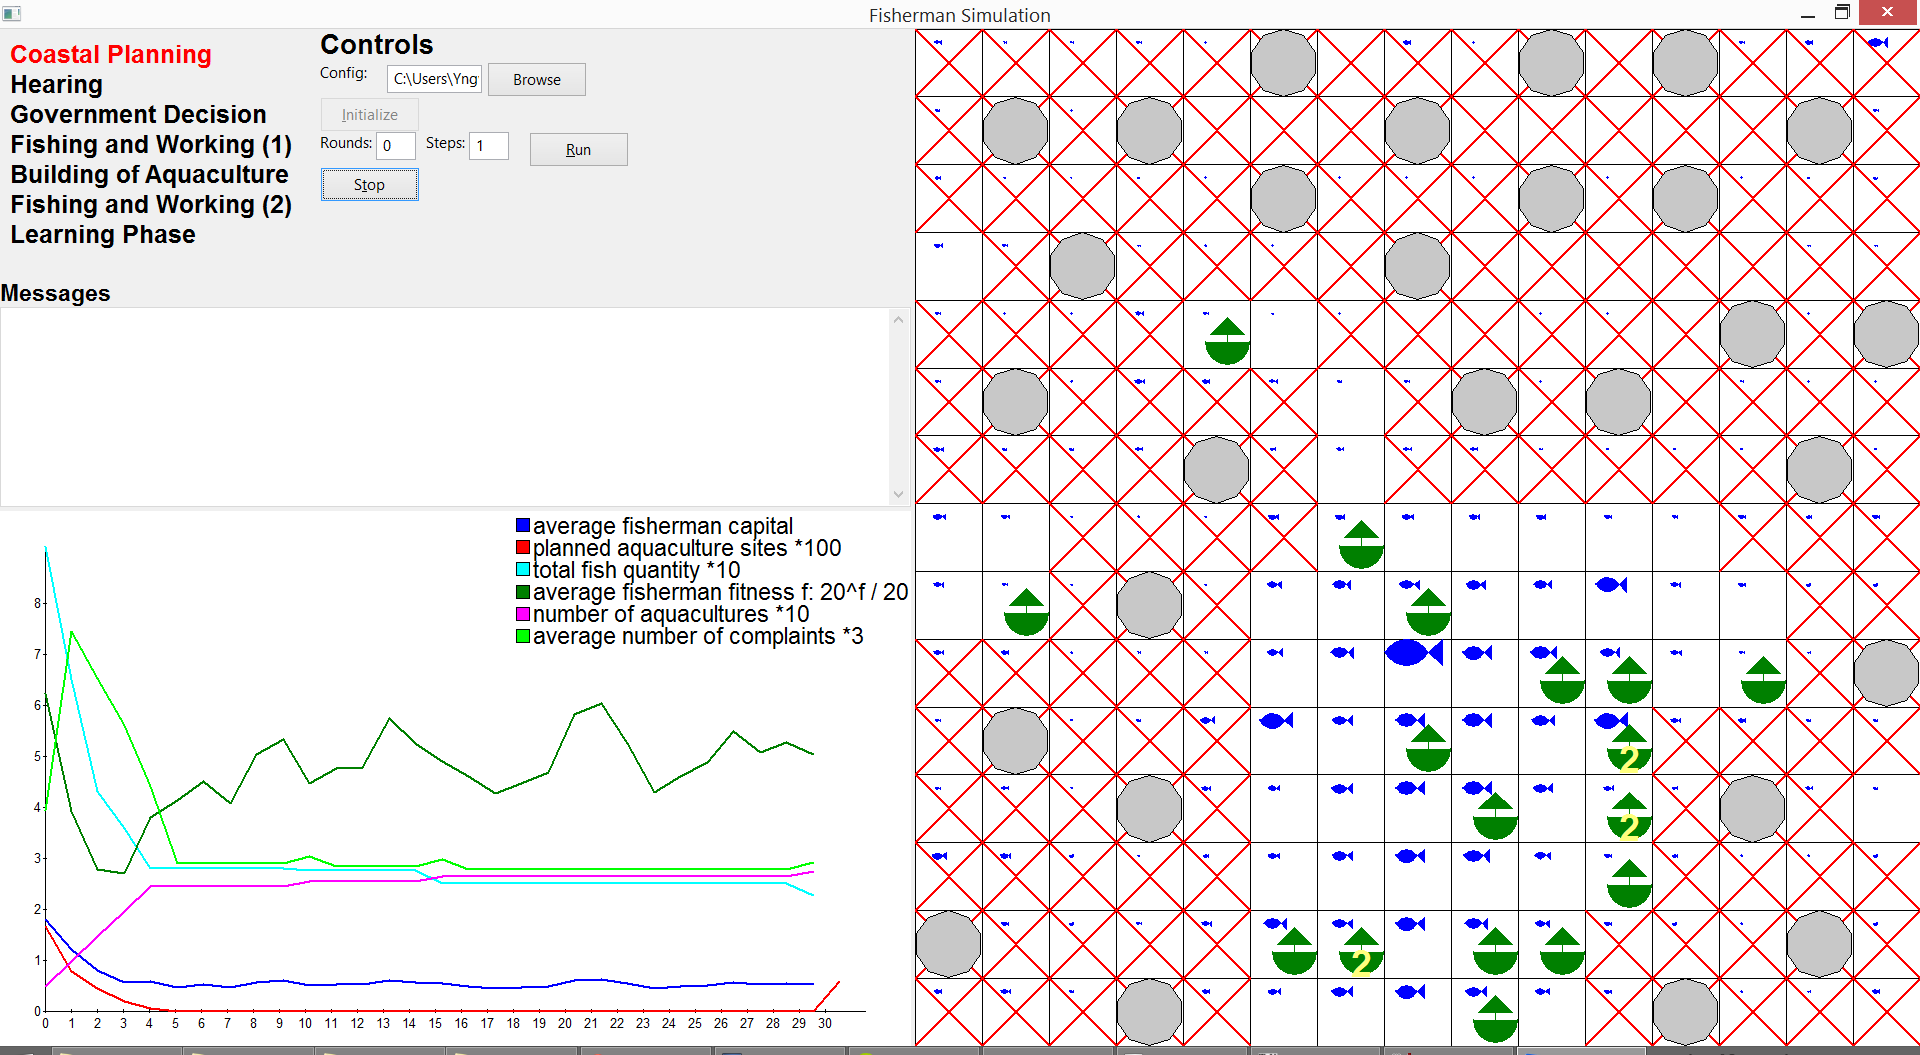 Fisherman Simulation
Coastal Planning
Hearing
Government Decision
Fishing and Working (1)
Building of Aquaculture
Fishing and Working (2)
Learning Phase
Controls
Config: C:\Users\Yng Browse
Initialize
Rounds: 0 Steps: 1 Run
Stop
Messages
average fisherman capital
planned aquaculture sites *100
total fish quantity *10
average fisherman fitness f: 20^f / 20
number of aquacultures *10
average number of complaints *3
8
7
6
5
4
3
2
1
0
0 1 2 3 4 5 6 7 8 9 10 11 12 13 14 15 16 17 18 19 20 21 22 23 24 25 26 27 28 29 30
2
2
2